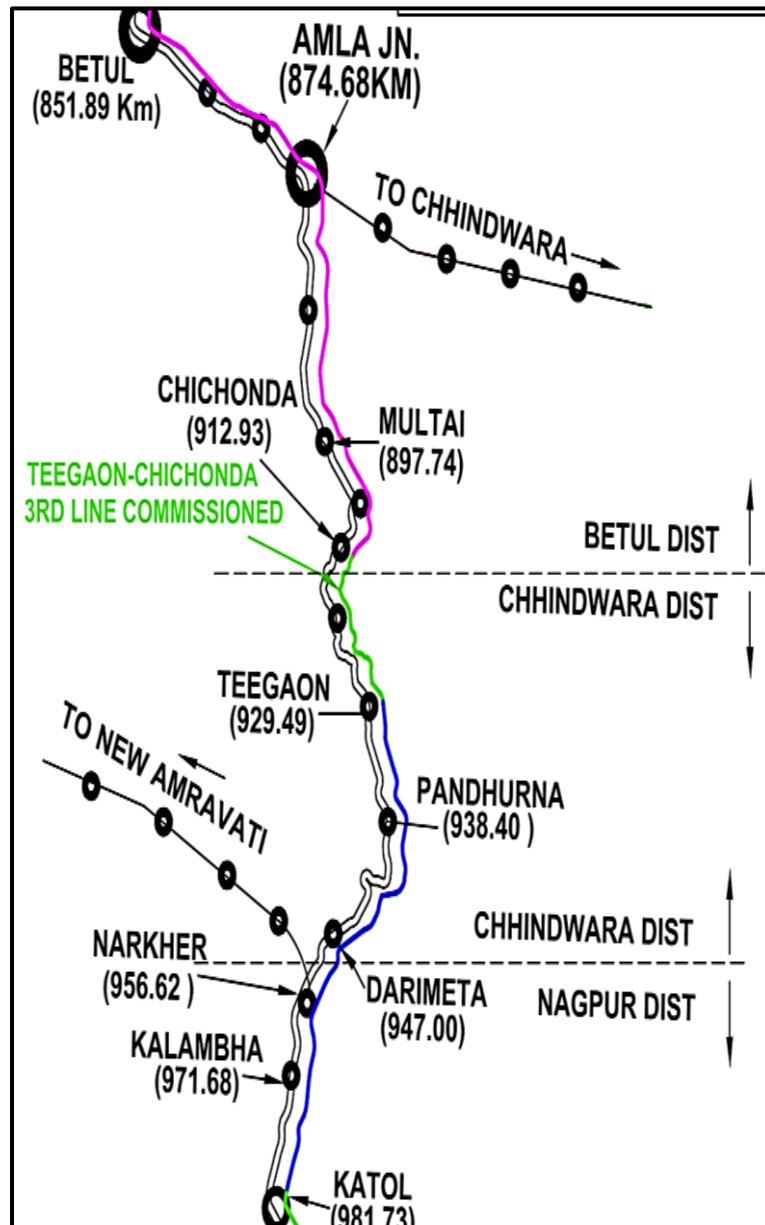 AMLA JN.
(874.68KM)
BETUL
(851.89 Km)
TO CHHINDWARA
CHICHONDA
(912.93)
MULTAI
(897.74)
TEEGAON-CHICHONDA
3RD LINE COMMISSIONED
BETUL DIST
CHHINDWARA DIST
TEEGAON
(929.49)
TO NEW AMRAVATI
PANDHURNA
(938.40 )
CHHINDWARA DIST
NARKHER
(956.62 )
DARIMETA
(947.00)
NAGPUR DIST
KALAMBHA
(971.68)
KATOL
(981.73)